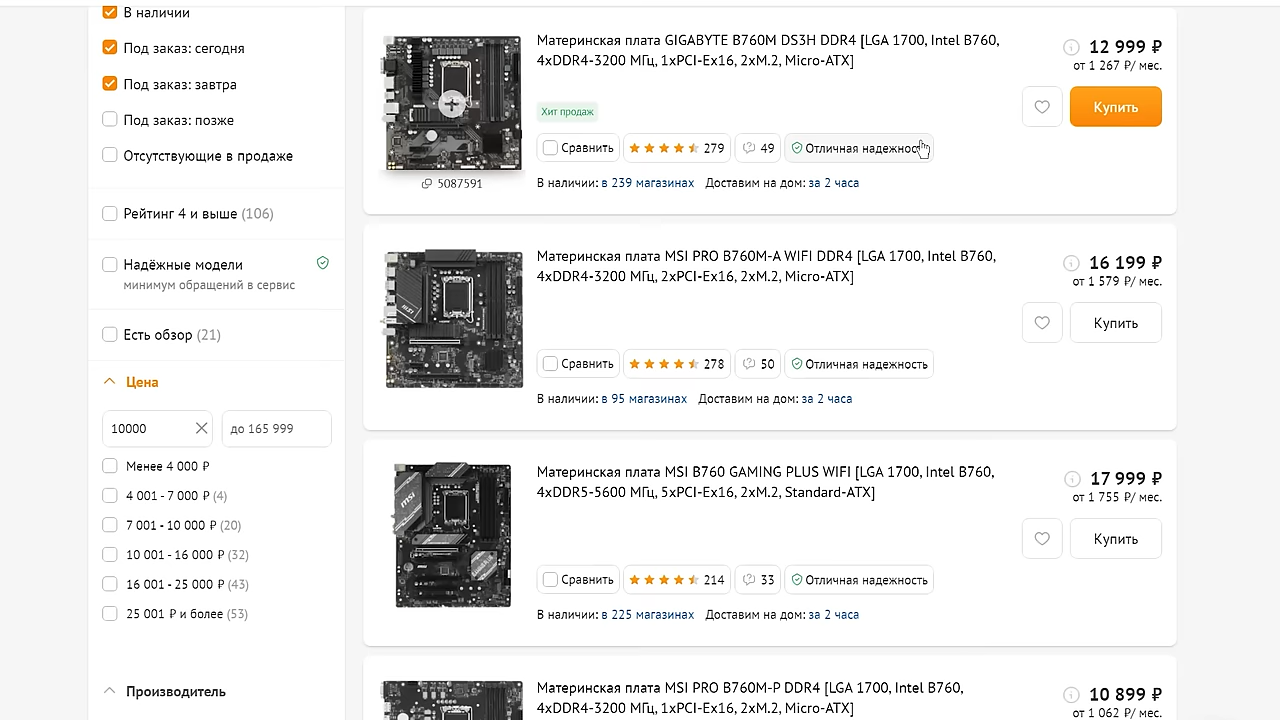 В наличии
Под заказ: сегодня
Под заказ: завтра
Под заказ: позже
Отсутствующие в продаже
Рейтинг 4 и выше (106)
Надёжные модели
минимум обращений в сервис
Есть обзор (21)
Цена
10000
до 165 999
Менее 4 000 ₽
4 001 - 7 000 ₽ (4)
7 001 - 10 000 ₽ (20)
10 001 - 16 000 ₽ (32)
16 001 - 25 000 ₽ (43)
25 001 ₽ и более (53)
Производитель
Материнская плата GIGABYTE B760M DS3H DDR4 [LGA 1700, Intel B760,
4xDDR4-3200 МГц, 1xPCI-Ex16, 2xM.2, Micro-ATX]
12 999 ₽
от 1 267 ₽/ мес.
Хит продаж
Купить
Сравнить
279
49
Отличная надежнос
5087591
В наличии: в 239 магазинах
Доставим на дом: за 2 часа
Материнская плата MSI PRO B760M-A WIFI DDR4 [LGA 1700, Intel B760,
4xDDR4-3200 МГц, 2xPCI-Ex16, 2xM.2, Micro-ATX]
16 199 ₽
от 1 579 ₽/ мес.
Купить
Сравнить
278
50
Отличная надежность
В наличии: в 95 магазинах
Доставим на дом: за 2 часа
Материнская плата MSI B760 GAMING PLUS WIFI [LGA 1700, Intel B760,
4xDDR5-5600 МГц, 5xPCI-Ex16, 2xM.2, Standard-ATX]
17 999 ₽
от 1 755 ₽/ мес.
Купить
Сравнить
214
33
Отличная надежность
В наличии: в 225 магазинах
Доставим на дом: за 2 часа
Материнская плата MSI PRO B760M-P DDR4 [LGA 1700, Intel B760,
4xDDR4-3200 МГц, 1xPCI-Ex16, 2xM.2, Micro-ATX]
10 899 ₽
от 1 062 ₽/ мес.